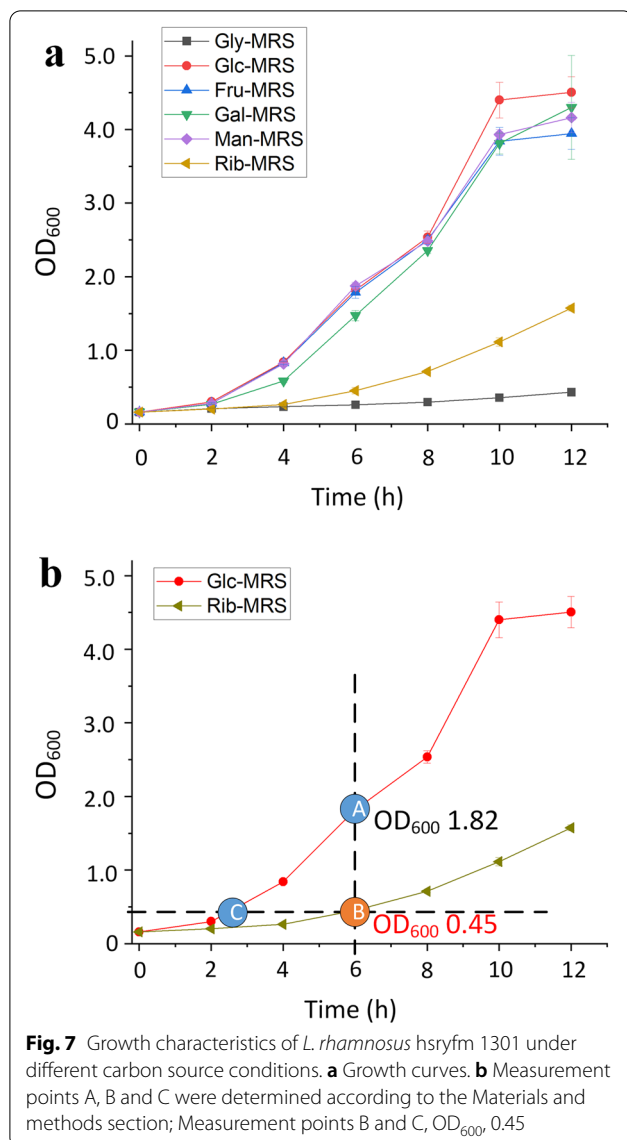 a
Gly-MRS
Glc-MRS
Fru-MRS
Gal-MRS
Man-MRS
Rib-MRS
5.0
4.0
3.0
2.0
1.0
0
OD600
0 2 4 6 8 10 12
Time (h)
b
Glc-MRS
Rib-MRS
5.0
4.0
3.0
2.0
1.0
0
OD600
A
OD600 1.82
C
B
OD600 0.45
0 2 4 6 8 10 12
Time (h)
Fig. 7 Growth characteristics of L. rhamnosus hsryfm 1301 under
different carbon source conditions. a Growth curves. b Measurement
points A, B and C were determined according to the Materials and
methods section; Measurement points B and C, OD600, 0.45